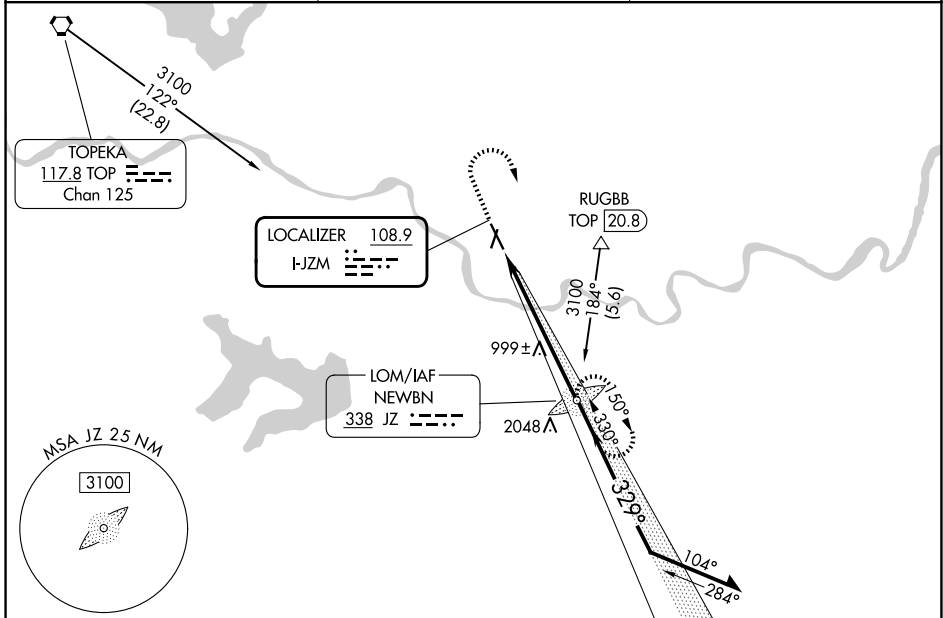 3100
122°
(22.8)
TOPEKA
117.8 TOP
Chan 125
LOCALIZER 108.9
I-JZM
RUGBB
TOP 20.8
3100
184°
(5.6)
999±
LOM/IAF
NEWBN
338 JZ
2048
150°
330°
329°
104°
284°
MSA JZ 25 NM
3100